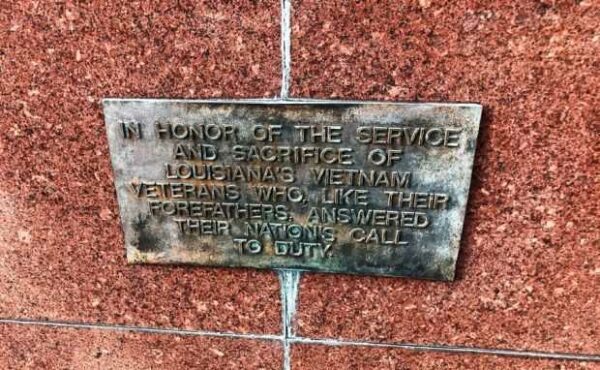 IN HONOR OF THE SERVICE
AND SACRIFICE OF
LOUISIANA'S VIETNAM
VETERANS WHO, LIKE THEIR
FOREFATHERS, ANSWERED
THEIR NATION'S CALL
TO DUTY.